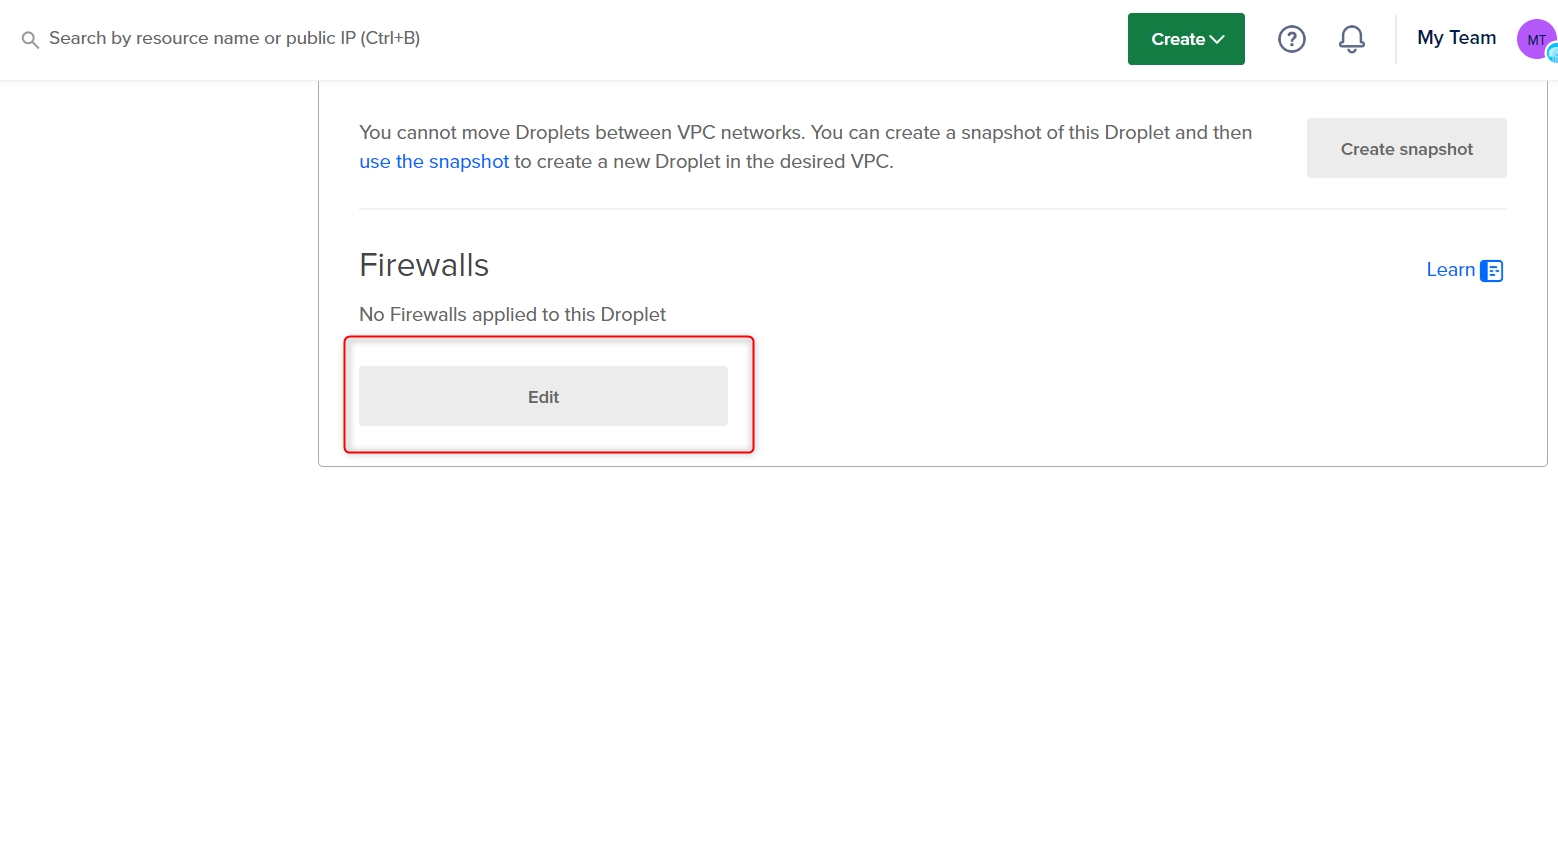 Search by resource name or public IP (Ctrl+B)
Create
?
My Team
MT
You cannot move Droplets between VPC networks. You can create a snapshot of this Droplet and then
use the snapshot to create a new Droplet in the desired VPC.
Create snapshot
Firewalls
Learn
No Firewalls applied to this Droplet
Edit